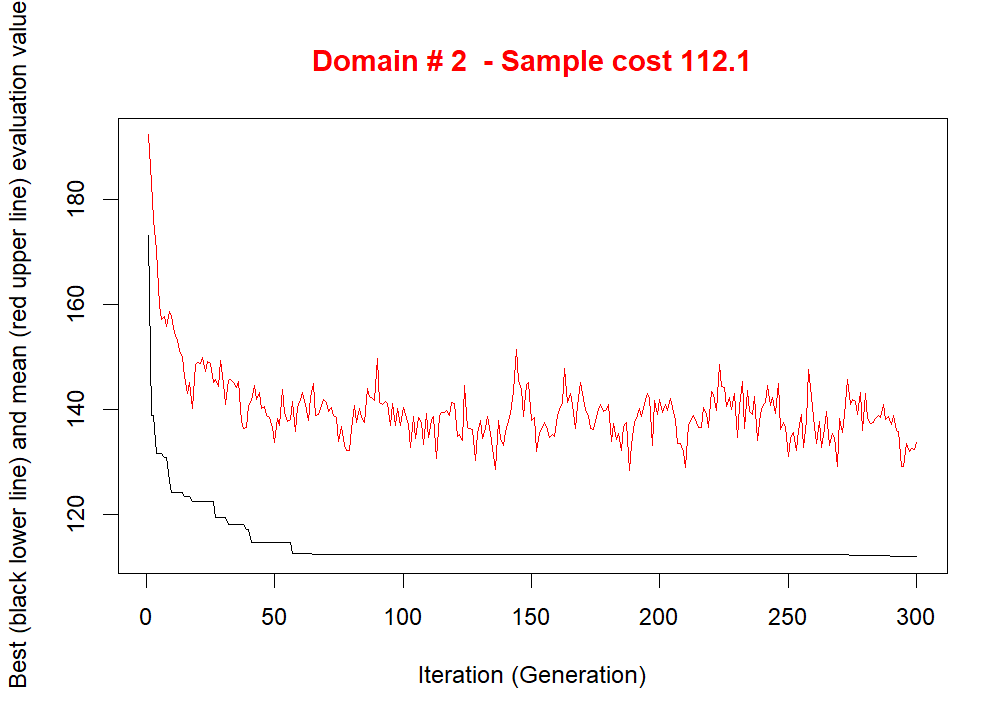 Domain # 2  - Sample cost 112.1
Best (black lower line) and mean (red upper line) evaluation value
180
160
140
120
0 50 100 150 200 250 300
Iteration (Generation)